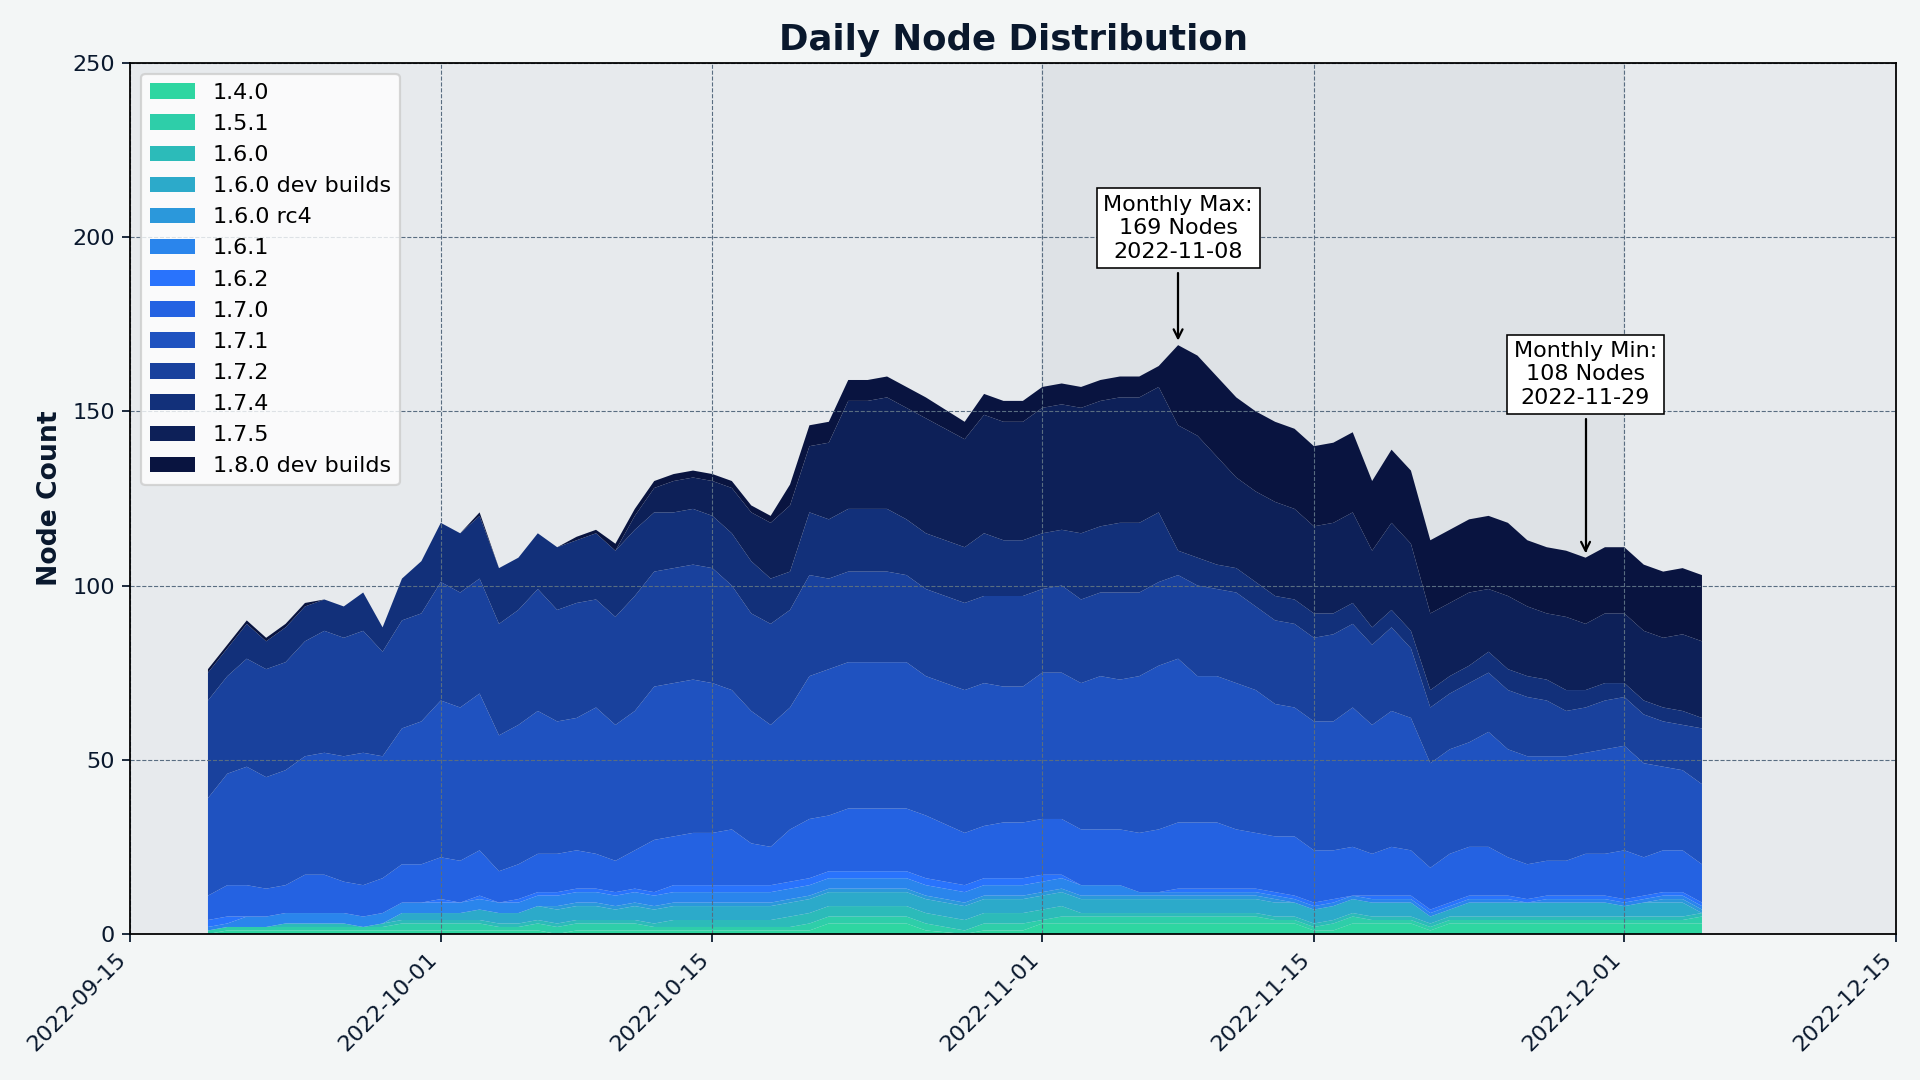 Daily Node Distribution
250
200
150
100
50
0
Node Count
1.4.0
1.5.1
1.6.0
1.6.0 dev builds
1.6.0 rc4
1.6.1
1.6.2
1.7.0
1.7.1
1.7.2
1.7.4
1.7.5
1.8.0 dev builds
Monthly Max:
169 Nodes
2022-11-08
Monthly Min:
108 Nodes
2022-11-29
2022-09-15
2022-10-01
2022-10-15
2022-11-01
2022-11-15
2022-12-01
2022-12-15